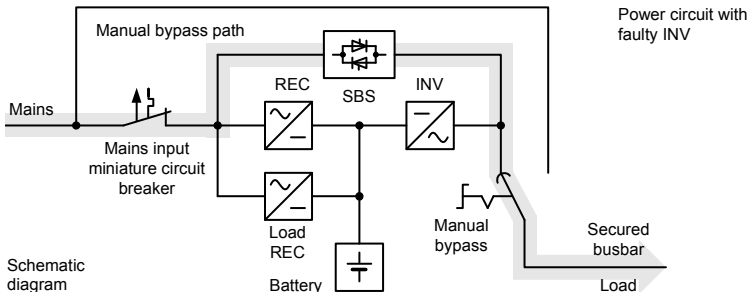 Manual bypass path
Power circuit with
faulty INV
REC
SBS
INV
Mains
Mains input
miniature circuit
breaker
Load
REC
Manual
bypass
Secured
busbar
Schematic
diagram
Battery
Load